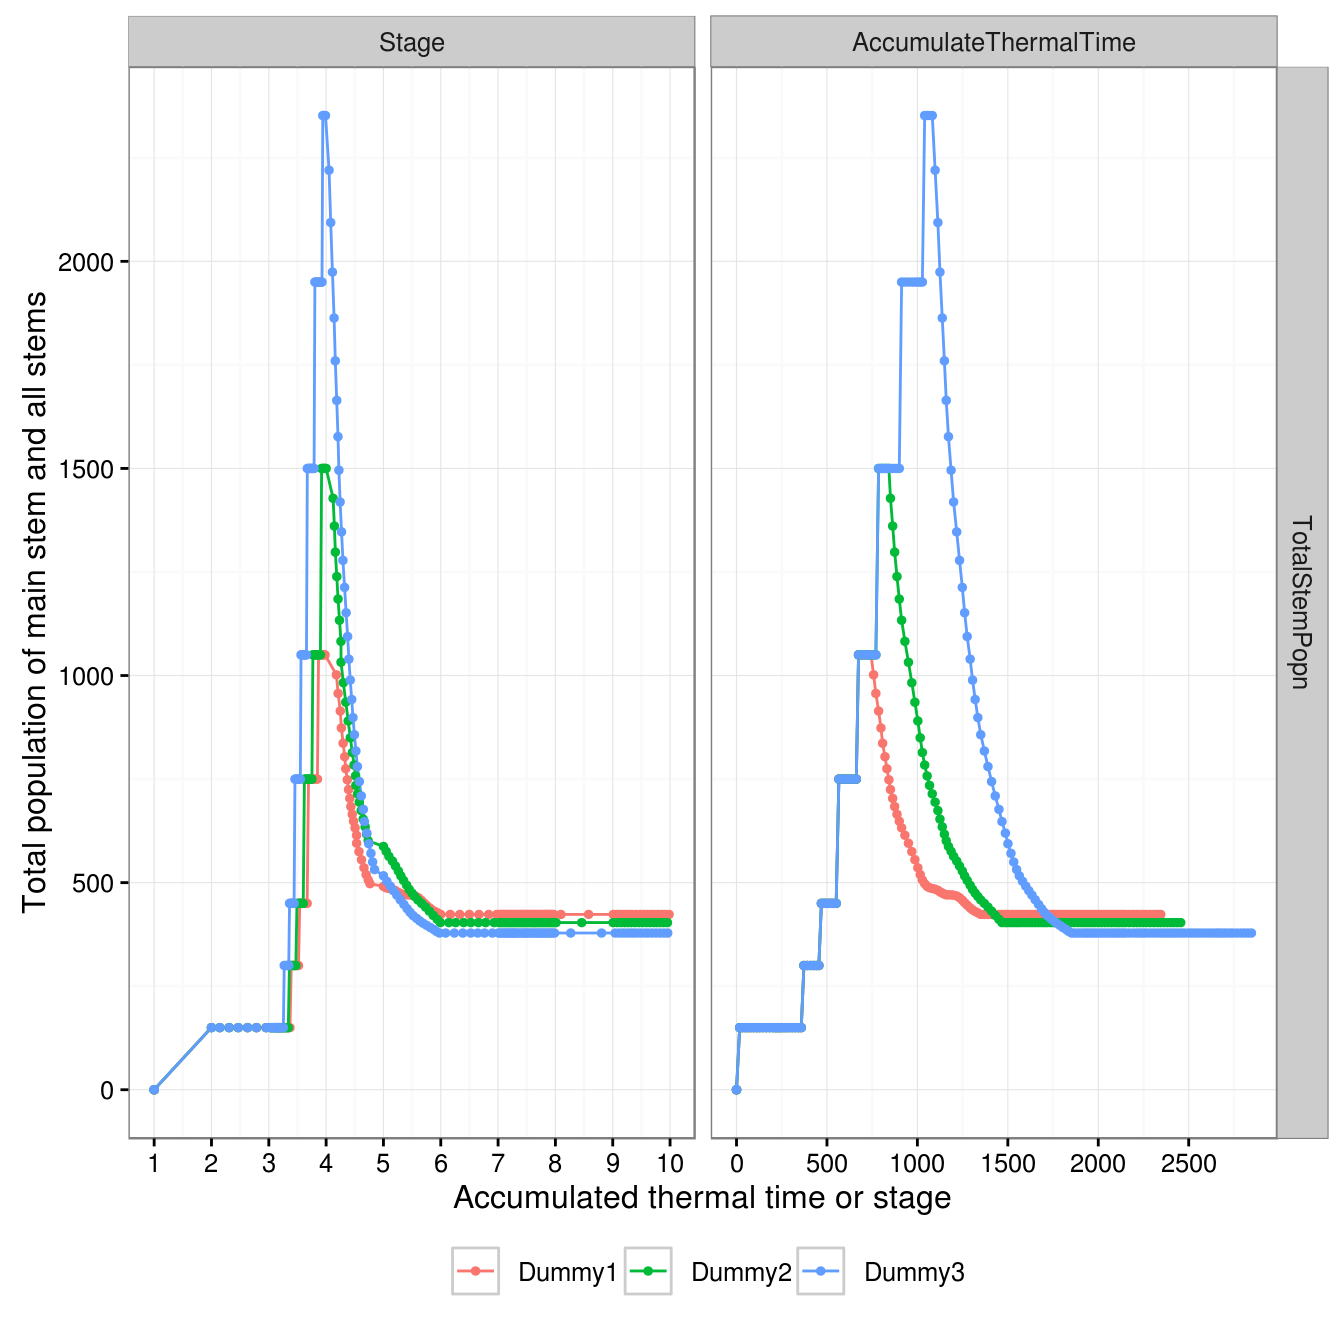 Stage
AccumulateThermalTime
TotalStemPopn
Total population of main stem and all stems
2000
1500
1000
500
0
1 2 3 4 5 6 7 8 9 10
0 500 1000 1500 2000 2500
Accumulated thermal time or stage
Dummy1 Dummy2 Dummy3